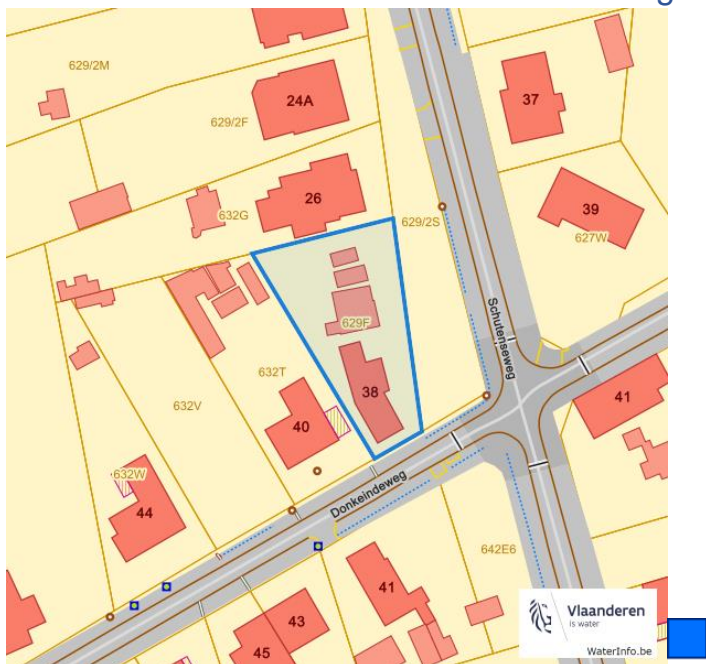 629/2M
24A
629/2F
37
26
632G
629/2S
39
627W
629F
Schutenseweg
632T
38
632V
40
41
632W
44
Donkeindeweg
642E6
41
43
45
Vlaanderen
is water
WaterInfo.be